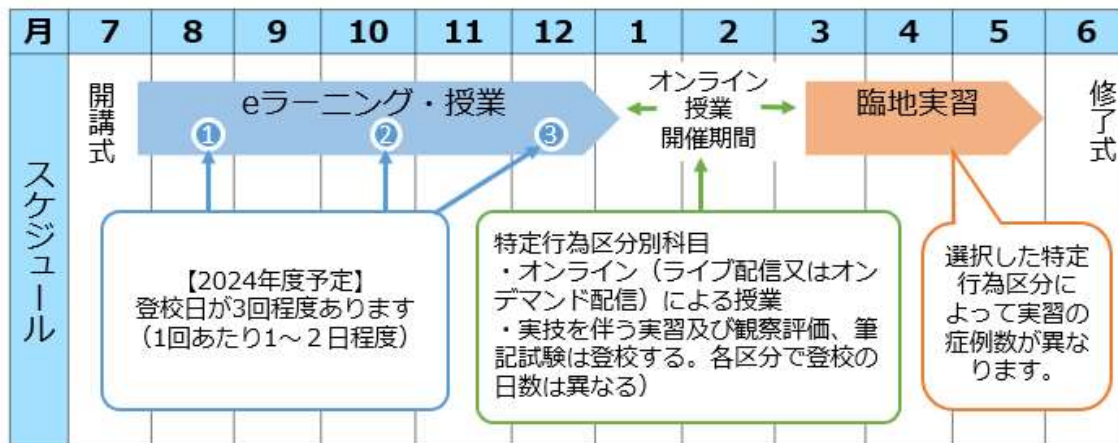 月 7 8 9 10 11 12 1 2 3 4 5 6
スケジュール
開講式
eラーニング・授業
① ② ③
オンライン
授業
開催期間
臨地実習
修了式
【2024年度予定】
登校日が3回程度あります
（1回あたり1～２日程度）
特定行為区分別科目
・オンライン（ライブ配信又はオン
デマンド配信）による授業
・実技を伴う実習及び観察評価、筆
記試験は登校する。各区分で登校の
日数は異なる）
選択した特定
行為区分に
よって実習の
症例数が異な
ります。